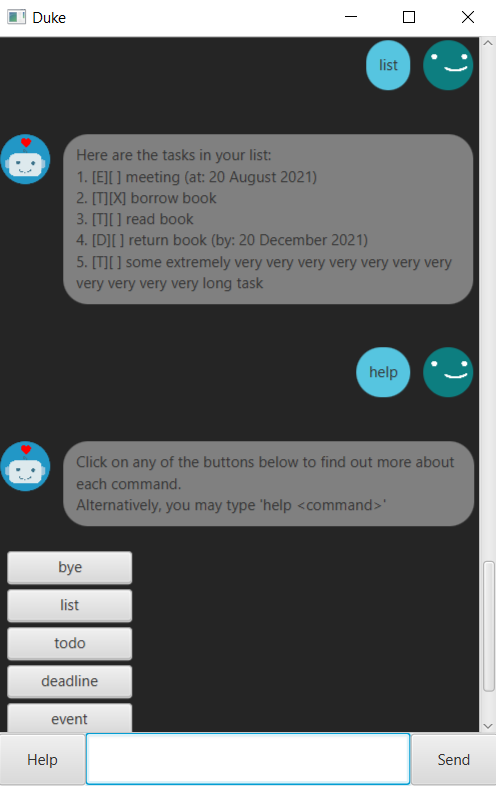 Duke
list
Here are the tasks in your list:
1. [E][ ] meeting (at: 20 August 2021)
2. [T][X] borrow book
3. [T][ ] read book
4. [D][ ] return book (by: 20 December 2021)
5. [T][ ] some extremely very very very very very very very
very very very very long task
help
Click on any of the buttons below to find out more about
each command.
Alternatively, you may type 'help <command>'
bye
list
todo
deadline
event
Help
Send